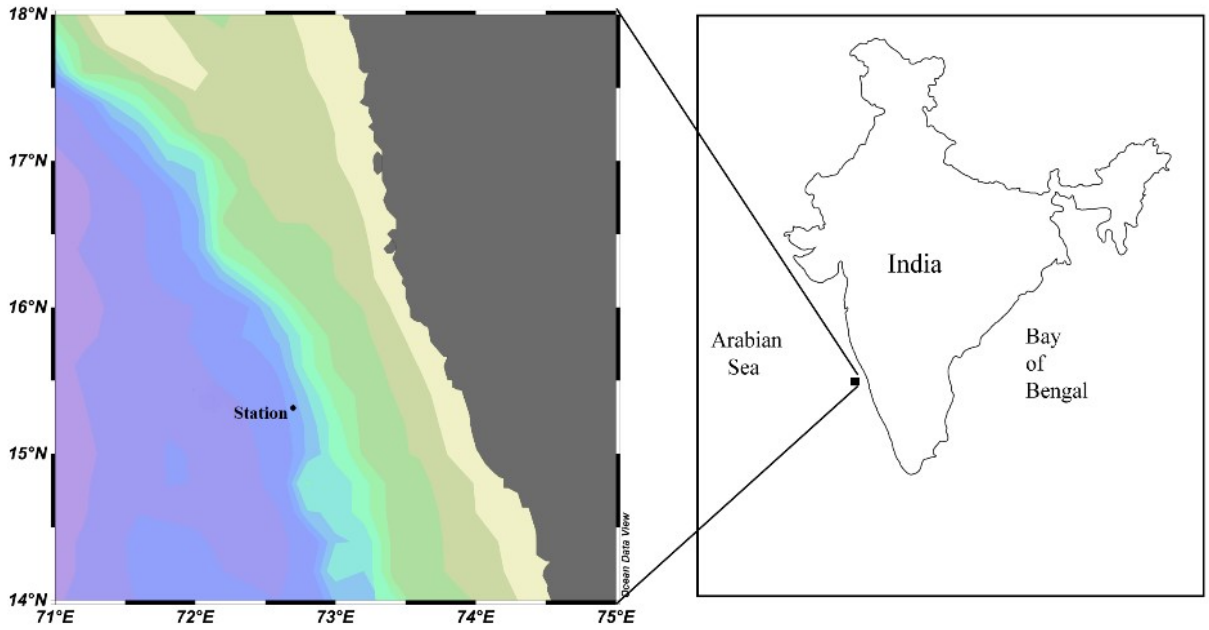 18°N
17°N
16°N
15°N
14°N
71°E
72°E
73°E
74°E
75°E
Station
Ocean Data View
India
Arabian
Sea
Bay
of
Bengal